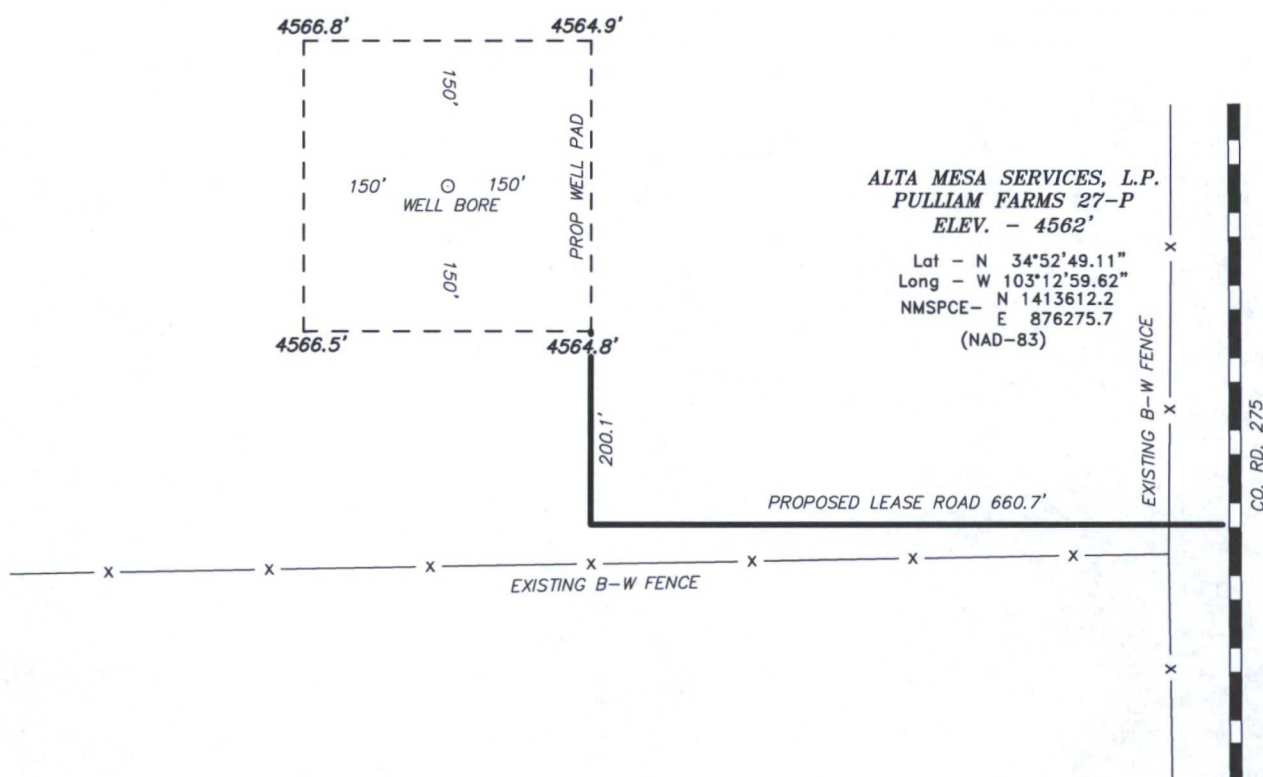 4566.8' 4564.9'
150'
PROP WELL PAD
150' 150'
WELL BORE
150'
4566.5' 4564.8'
ALTA MESA SERVICES, L.P.
PULLIAM FARMS 27-P
ELEV. - 4562'
Lat - N 34°52'49.11"
Long - W 103°12'59.62"
NMSPCE- N 1413612.2
E 876275.7
(NAD-83)
EXISTING B-W FENCE
CO. RD. 275
200.1'
PROPOSED LEASE ROAD 660.7'
EXISTING B-W FENCE